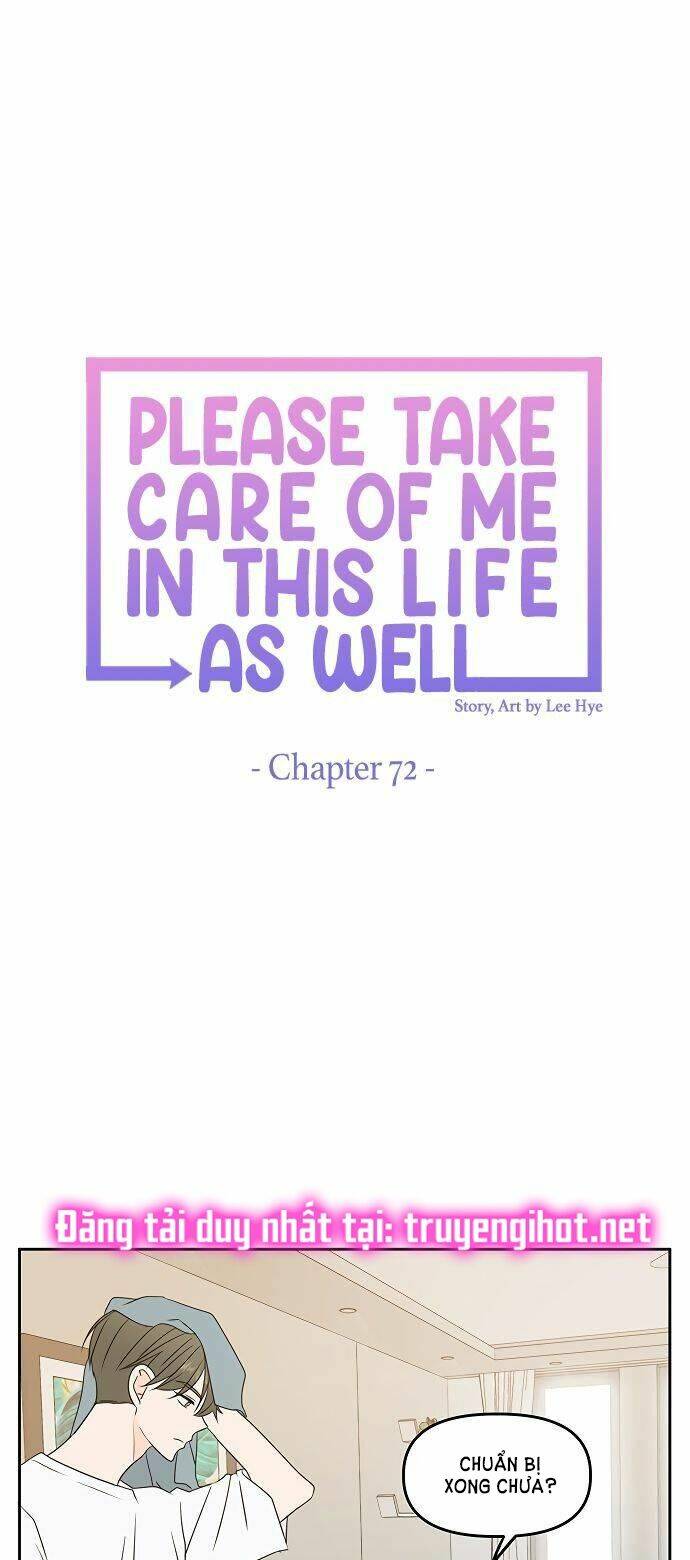 PLEASE TAKE
CARE OF ME
IN THIS LIFE
AS WELL
Story, Art by Lee Hye
- Chapter 72 -
Đăng tải duy nhất tại: truyengihot.net
CHUẨN BỊ
XONG CHƯA?